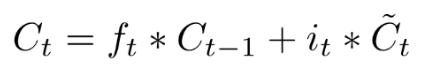 C_t = f_t * C_{t-1} + i_t * \tilde{C}_t